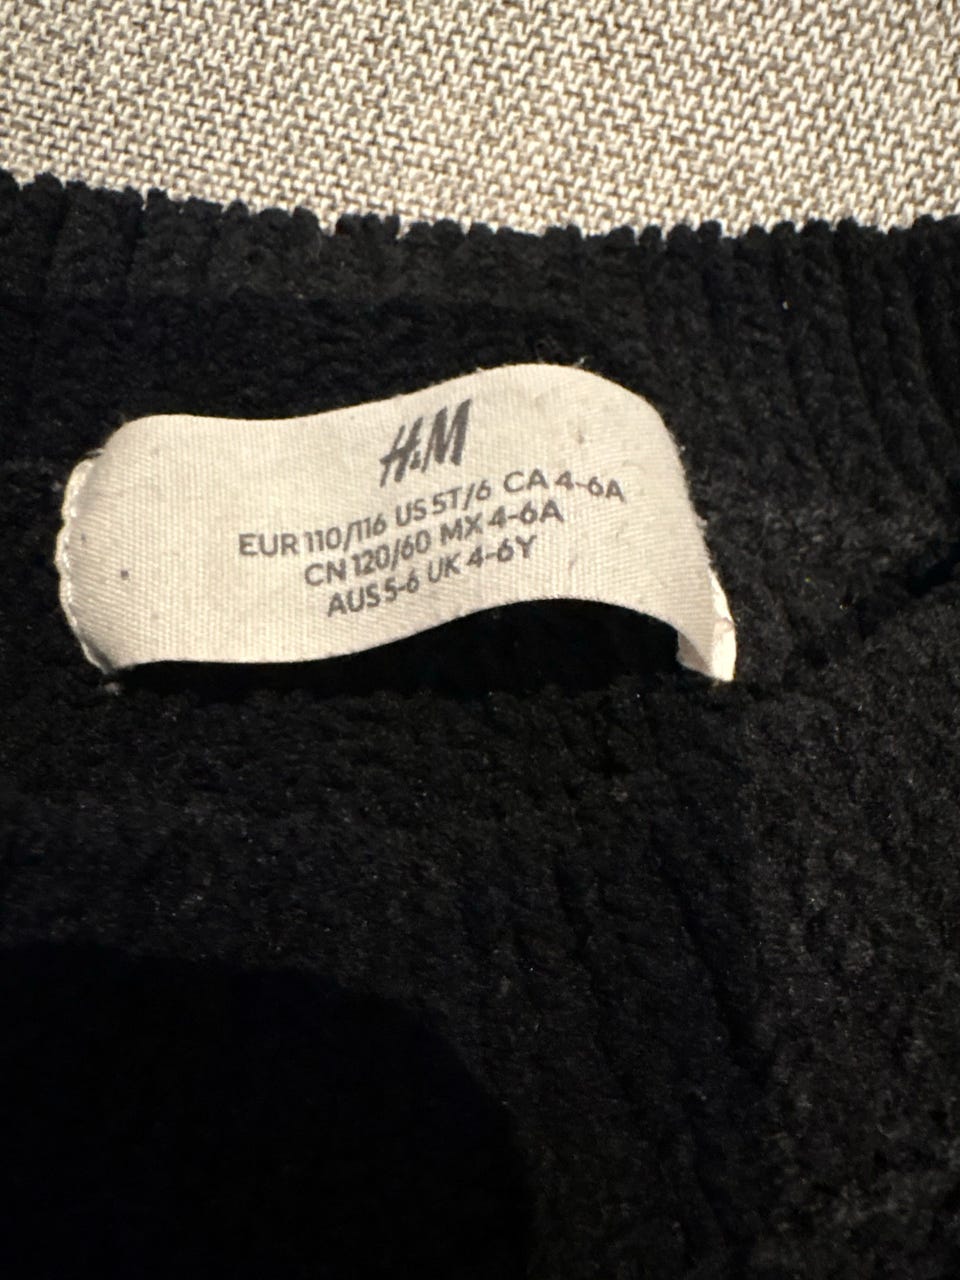 H&M
EUR 110/116 US 5T/6 CA 4-6A
CN 120/60 MX 4-6A
AUS 5-6 UK 4-6Y